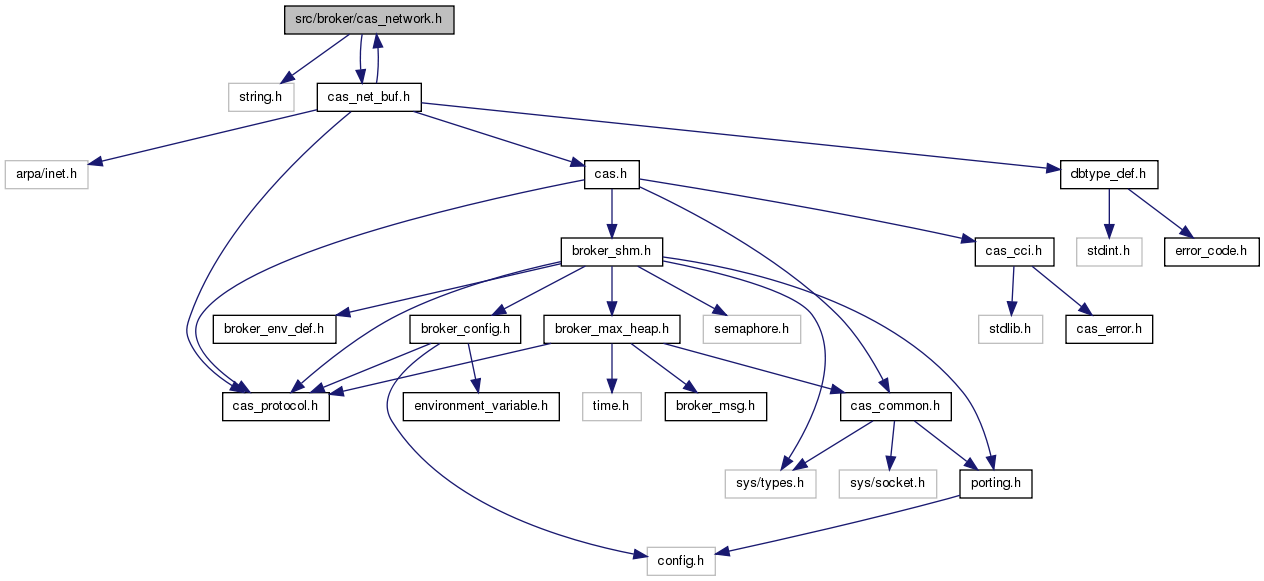 src/broker/cas_network.h
string.h
cas_net_buf.h
arpa/inet.h
cas.h
dbtype_def.h
broker_shm.h
cas_cci.h
stdint.h
error_code.h
broker_env_def.h
broker_config.h
broker_max_heap.h
semaphore.h
stdlib.h
cas_error.h
cas_protocol.h
environment_variable.h
time.h
broker_msg.h
cas_common.h
sys/types.h
sys/socket.h
porting.h
config.h